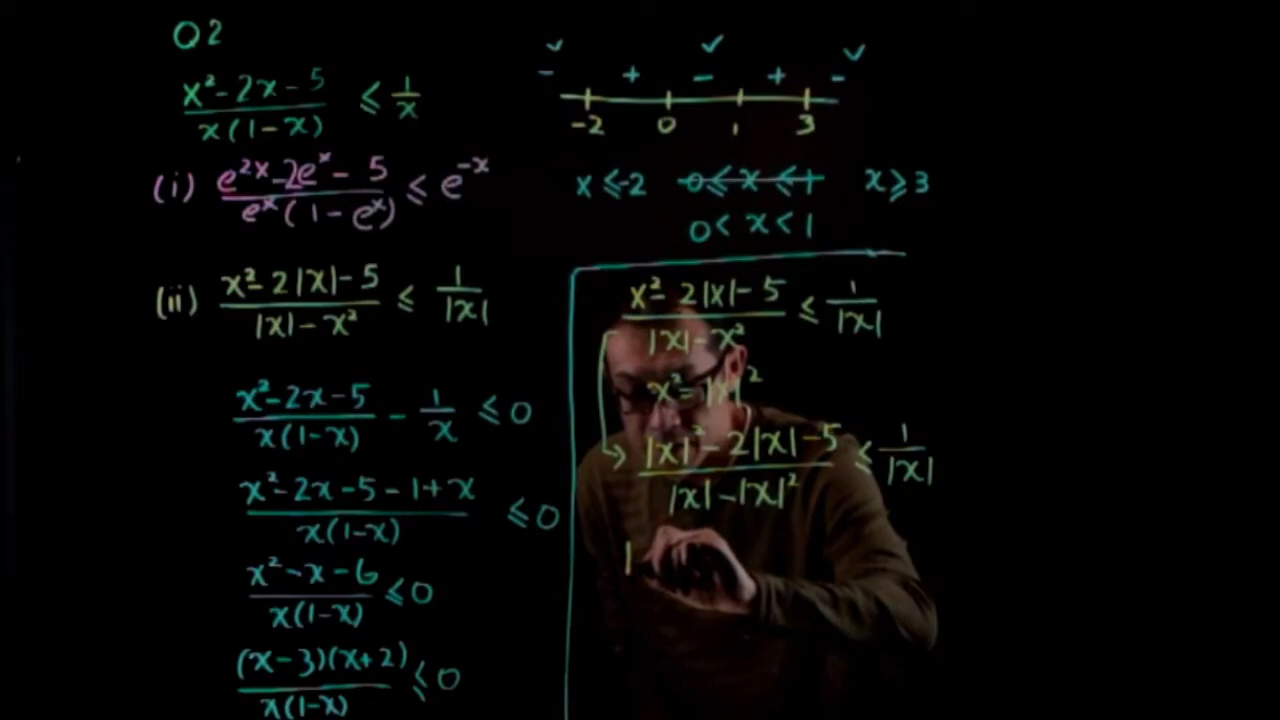 Q2
x² - 2x - 5 / x(1 - x) ≤ 1/x
(i) e^{2x} - 2e^x - 5 / e^x(1 - e^x) ≤ e^{-x}
(ii) x² - 2|x| - 5 / |x| - x² ≤ 1/|x|
x² - 2x - 5 / x(1-x) - 1/x ≤ 0
x² - 2x - 5 - 1 + x / x(1-x) ≤ 0
x² - x - 6 / x(1-x) ≤ 0
(x - 3)(x + 2) / x(1-x) ≤ 0
✓ ✓ ✓
- + - + -
-2 0 1 3
x ≤ -2 0 ≤ x ≤ 1 x ≥ 3
0 < x < 1
x² - 2|x| - 5 / |x| - x² ≤ 1/|x|
x² = |x|²
→ |x|² - 2|x| - 5 / |x| - |x|² ≤ 1/|x|
|